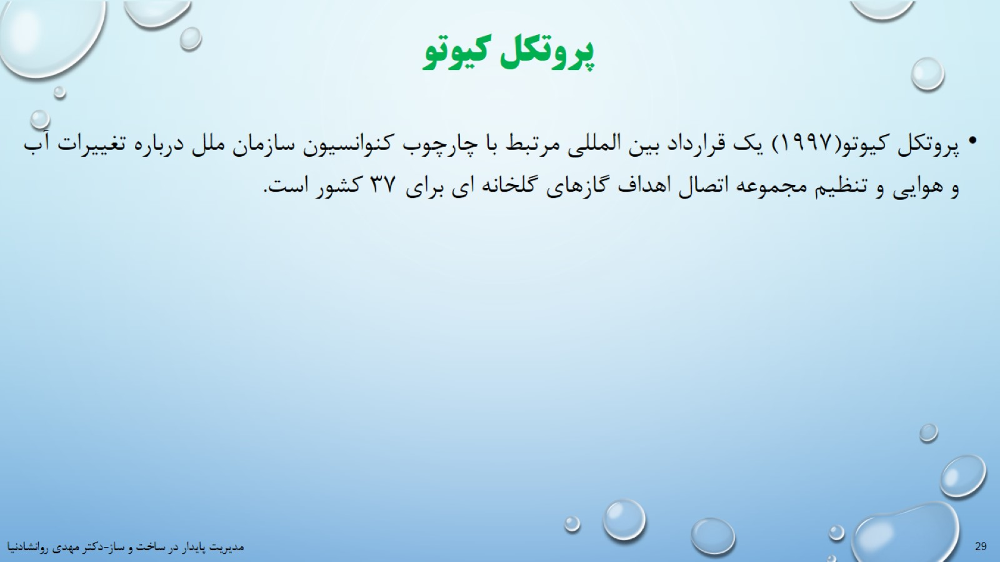 پروتکل کیوتو
• پروتکل کیوتو(۱۹۹۷) یک قرارداد بین المللی مرتبط با چارچوب کنوانسیون سازمان ملل درباره تغییرات آب
و هوایی و تنظیم مجموعه اتصال اهداف گازهای گلخانه ای برای ۳۷ کشور است.
مدیریت پایدار در ساخت و ساز-دکتر مهدی روانشادنیا
29